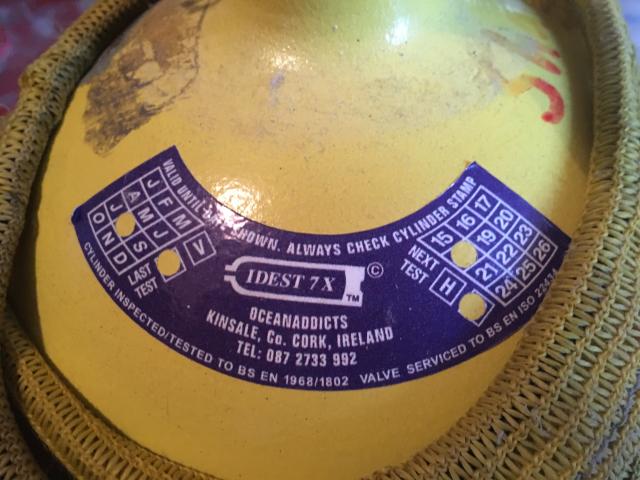 VALID UNTIL ALWAYS CHECK CYLINDER STAMP
J F M
A M J
J S
O N D
V
LAST
TEST
15 16 17
19 20
21 22 23
24 25 26
H
NEXT
TEST
IDEST 7X © TM
OCEANADDICTS
KINSALE, Co. CORK, IRELAND
TEL: 087 2733 992
CYLINDER INSPECTED/TESTED TO BS EN 1968/1802 VALVE SERVICED TO BS EN ISO